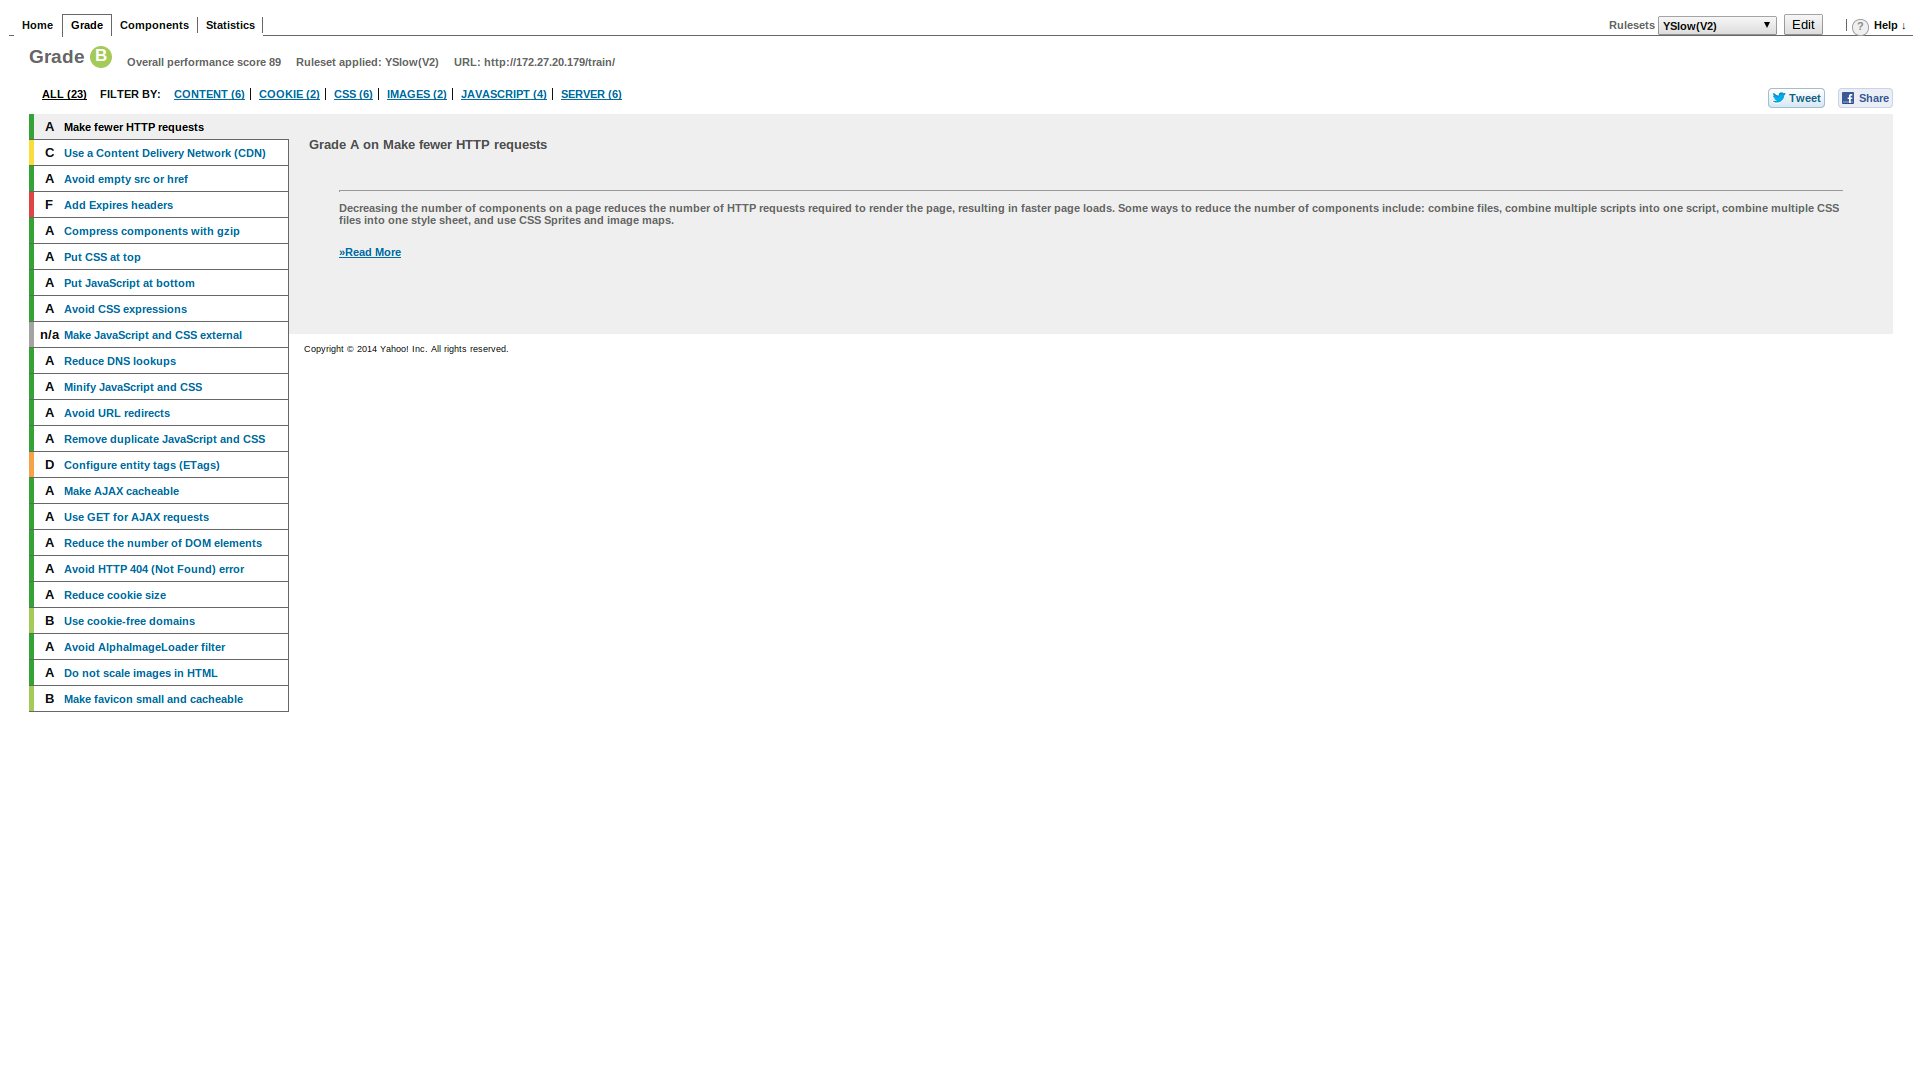 Home Grade Components Statistics Rulesets YSlow(V2) ▼ Edit ? Help ↓
Grade B Overall performance score 89 Ruleset applied: YSlow(V2) URL: http://172.27.20.179/train/
ALL (23) FILTER BY: CONTENT (6) COOKIE (2) CSS (6) IMAGES (2) JAVASCRIPT (4) SERVER (6) Tweet Share
A Make fewer HTTP requests
C Use a Content Delivery Network (CDN)
A Avoid empty src or href
F Add Expires headers
A Compress components with gzip
A Put CSS at top
A Put JavaScript at bottom
A Avoid CSS expressions
n/a Make JavaScript and CSS external
A Reduce DNS lookups
A Minify JavaScript and CSS
A Avoid URL redirects
A Remove duplicate JavaScript and CSS
D Configure entity tags (ETags)
A Make AJAX cacheable
A Use GET for AJAX requests
A Reduce the number of DOM elements
A Avoid HTTP 404 (Not Found) error
A Reduce cookie size
B Use cookie-free domains
A Avoid AlphaImageLoader filter
A Do not scale images in HTML
B Make favicon small and cacheable
Grade A on Make fewer HTTP requests
Decreasing the number of components on a page reduces the number of HTTP requests required to render the page, resulting in faster page loads. Some ways to reduce the number of components include: combine files, combine multiple scripts into one script, combine multiple CSS
files into one style sheet, and use CSS Sprites and image maps.
»Read More
Copyright © 2014 Yahoo! Inc. All rights reserved.